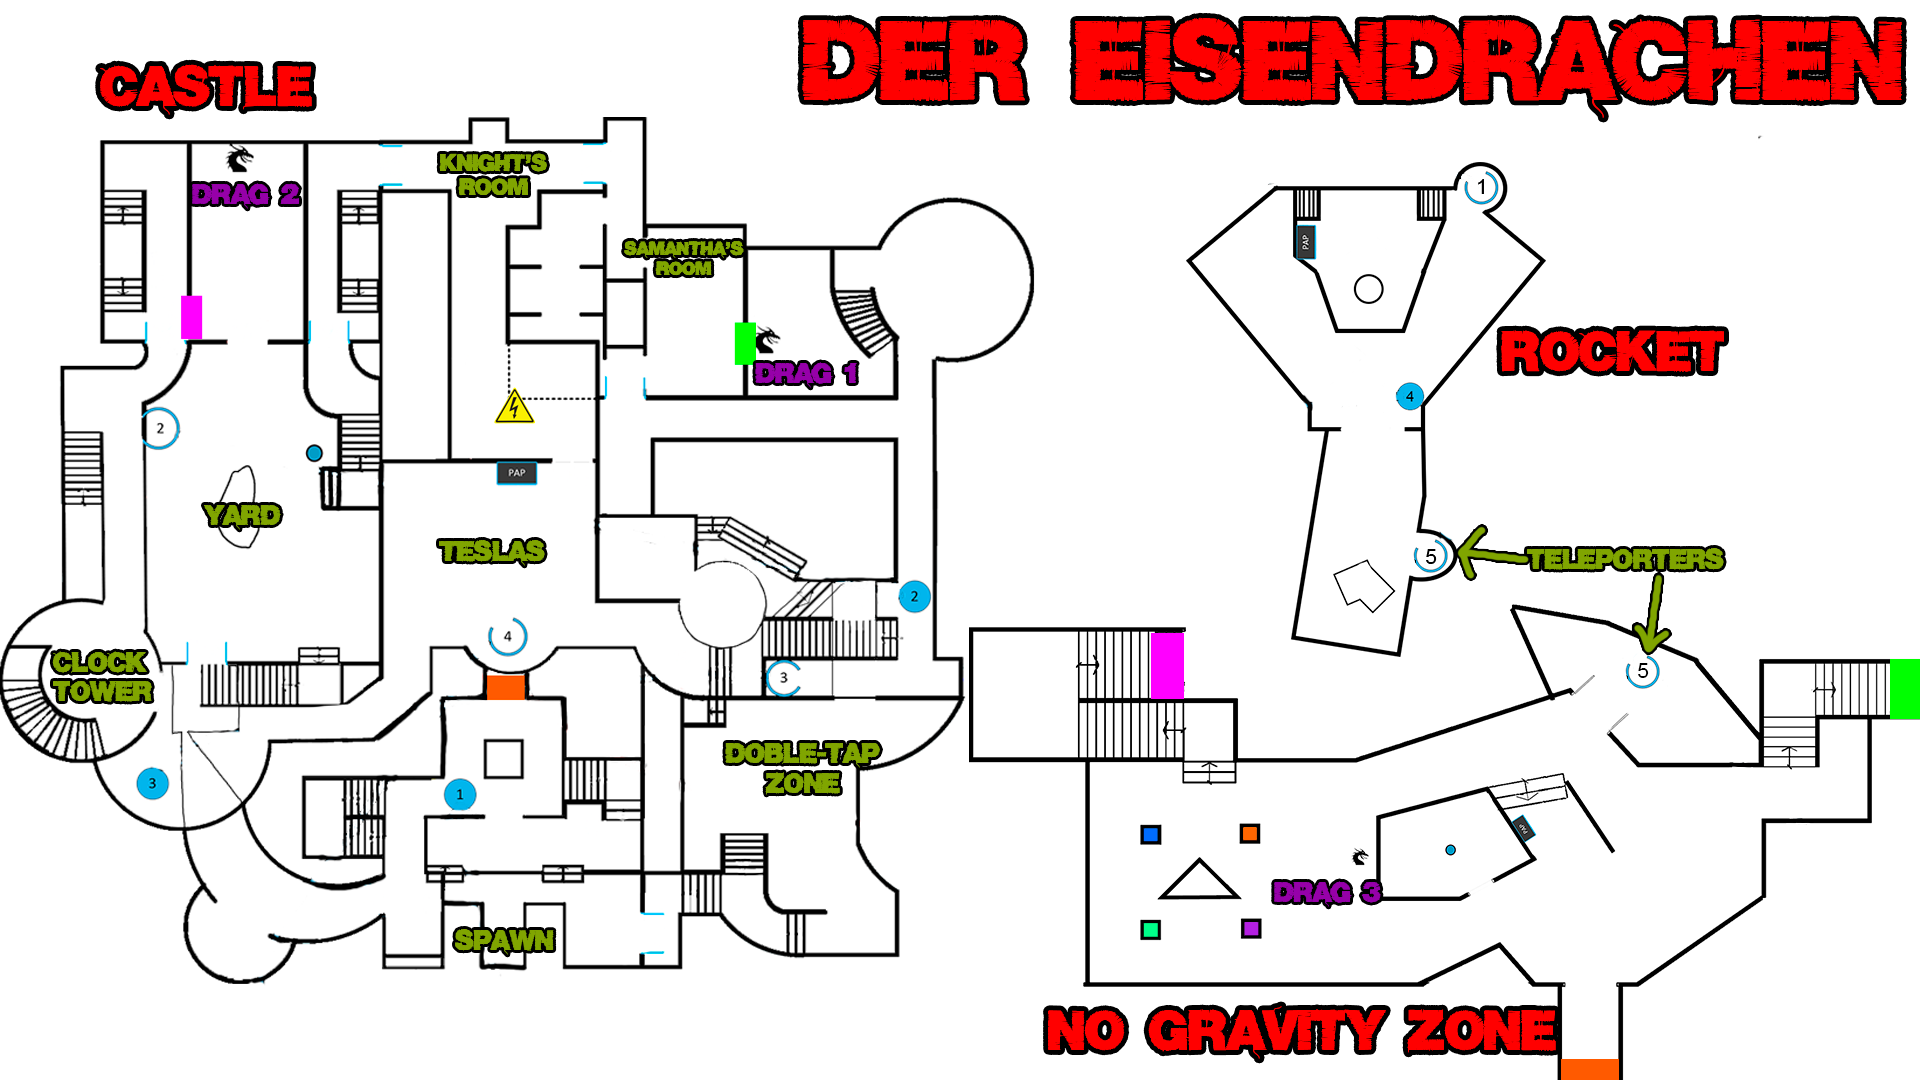 DER EISENDRACHEN
CASTLE
KNIGHT'S
ROOM
DRAG 2
1
PAP
SAMANTHA'S
ROOM
ROCKET
DRAG 1
4
2
PAP
YARD
TESLAS
5
TELEPORTERS
2
4
3
5
CLOCK
TOWER
DOBLE-TAP
ZONE
3
1
PAP
DRAG 3
SPAWN
NO GRAVITY ZONE